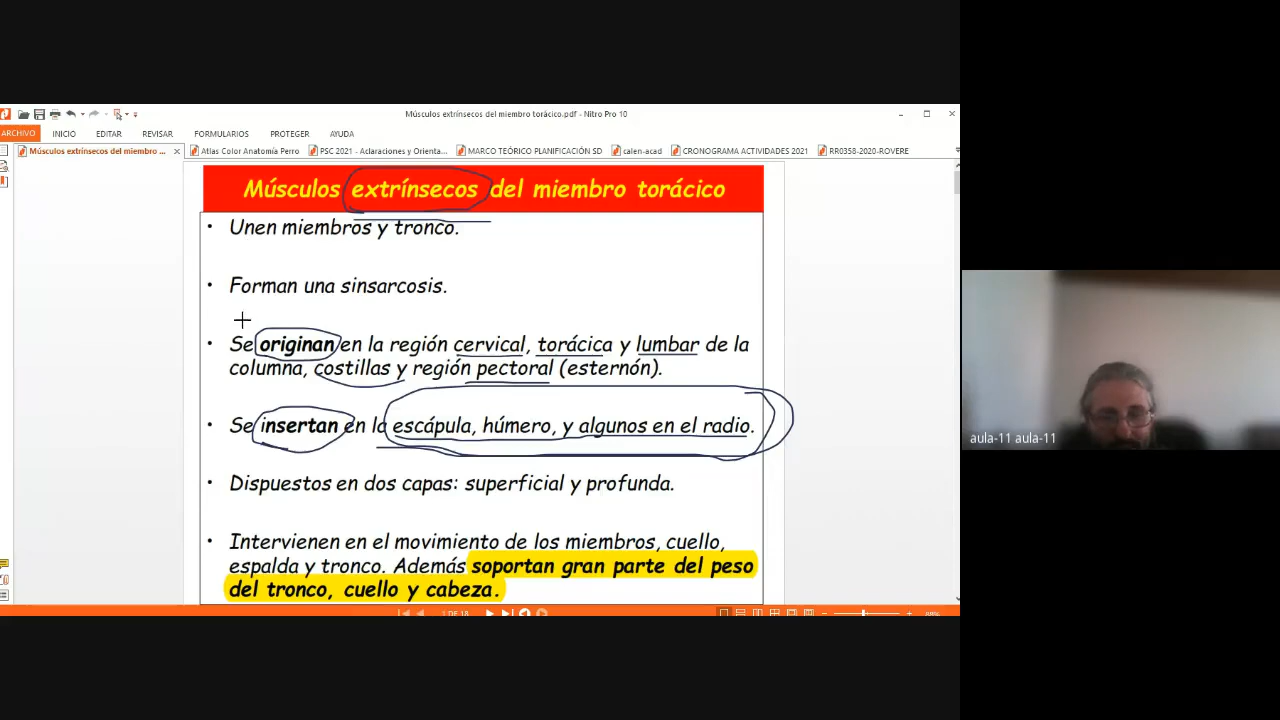 Músculos extrínsecos del miembro torácico.pdf - Nitro Pro 10
ARCHIVO INICIO EDITAR REVISAR FORMULARIOS PROTEGER AYUDA
Músculos extrínsecos del miembro ... Atlas Color Anatomía Perro PSC 2021 - Aclaraciones y Orienta... MARCO TEÓRICO PLANIFICACIÓN SD calen-acad CRONOGRAMA ACTIVIDADES 2021 RR0358-2020-ROVERE
Músculos extrínsecos del miembro torácico
• Unen miembros y tronco.
• Forman una sinsarcosis.
• Se originan en la región cervical, torácica y lumbar de la
columna, costillas y región pectoral (esternón).
• Se insertan en la escápula, húmero, y algunos en el radio.
• Dispuestos en dos capas: superficial y profunda.
• Intervienen en el movimiento de los miembros, cuello,
espalda y tronco. Además soportan gran parte del peso
del tronco, cuello y cabeza.
1 DE 18
aula-11 aula-11